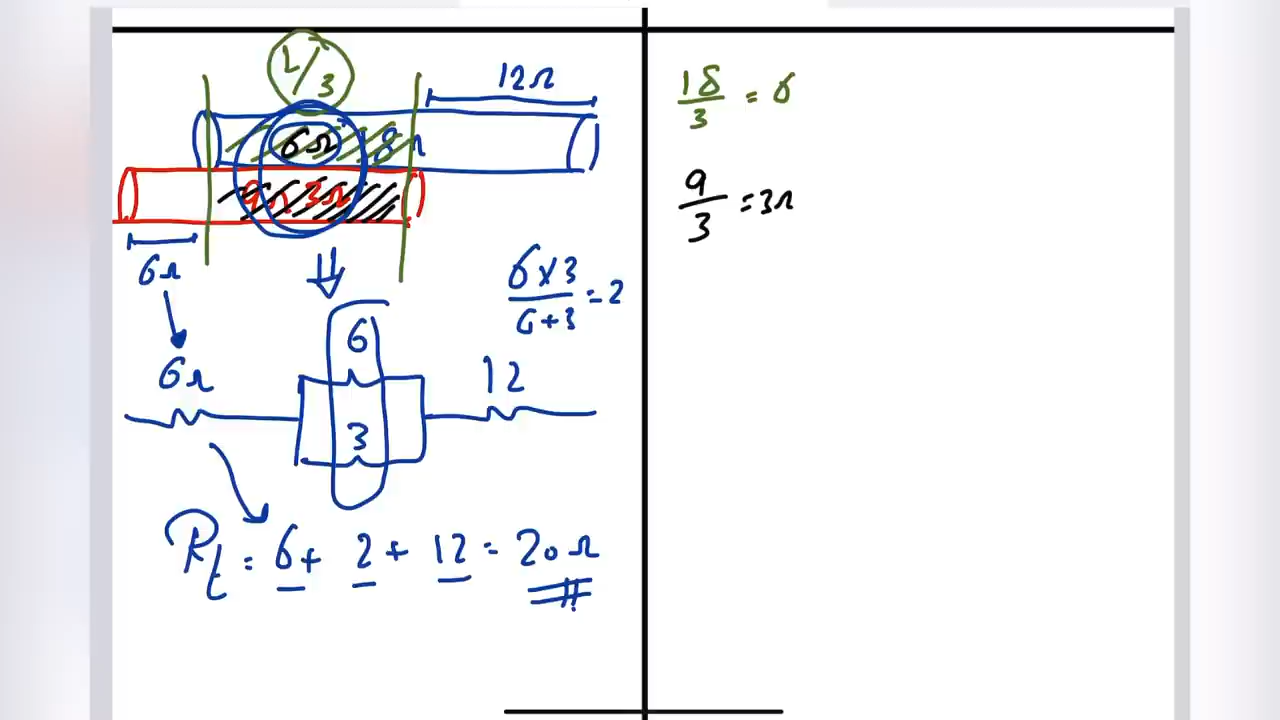 L/3
12Ω
6Ω 18Ω
9Ω 3Ω
6Ω
6×3/6+3 = 2
6
6Ω 12
3
Rt = 6 + 2 + 12 = 20Ω
18/3 = 6
9/3 = 3Ω